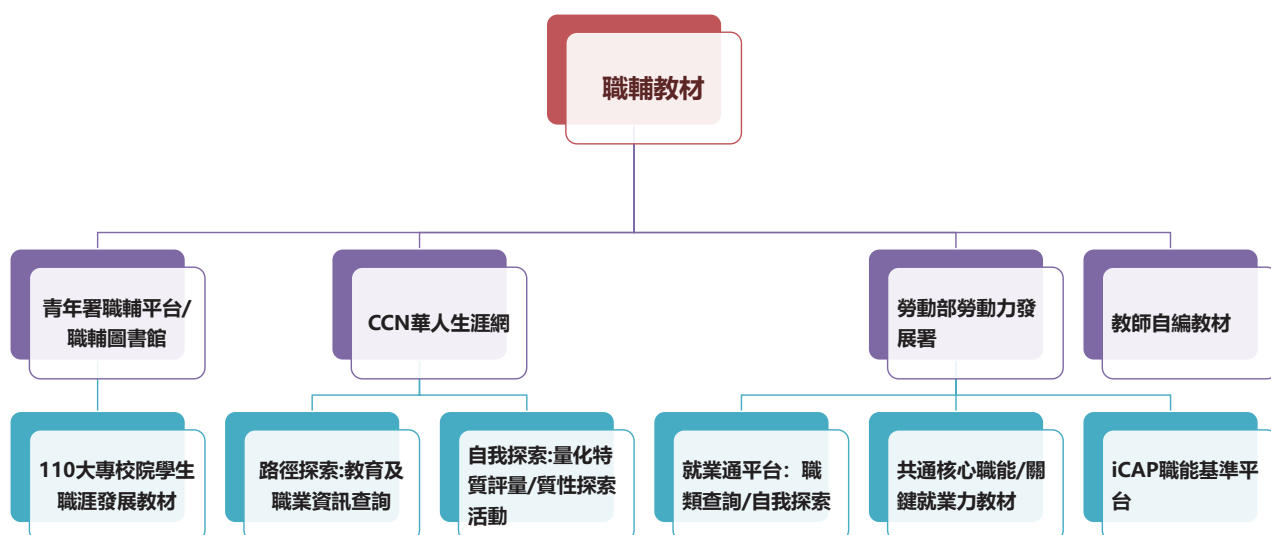 職輔教材
青年署職輔平台/
職輔圖書館
CCN華人生涯網
勞動部勞動力發
展署
教師自編教材
110大專校院學生
職涯發展教材
路徑探索:教育及
職業資訊查詢
自我探索:量化特
質評量/質性探索
活動
就業通平台：職
類查詢/自我探索
共通核心職能/關
鍵就業力教材
iCAP職能基準平
台